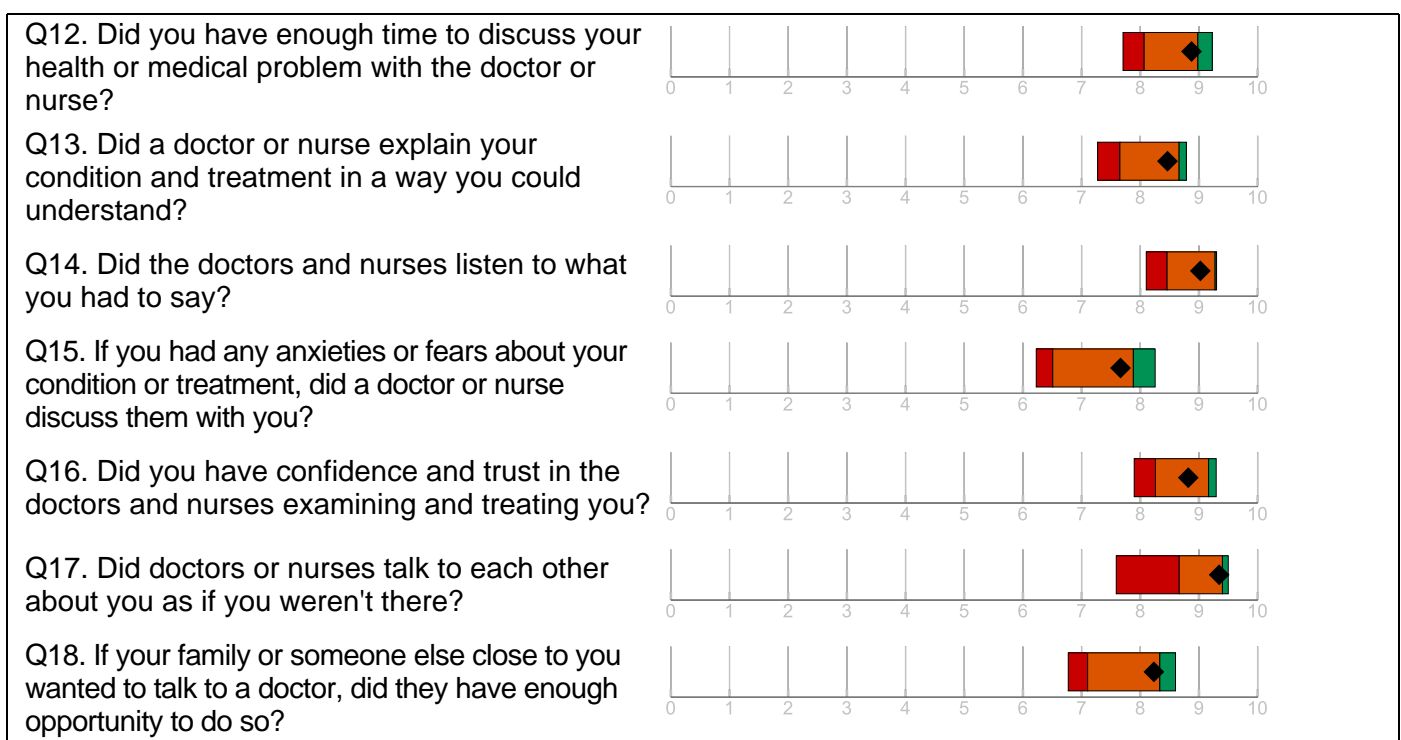 Q12. Did you have enough time to discuss your
health or medical problem with the doctor or
nurse?
0 1 2 3 4 5 6 7 8 9 10
Q13. Did a doctor or nurse explain your
condition and treatment in a way you could
understand?
0 1 2 3 4 5 6 7 8 9 10
Q14. Did the doctors and nurses listen to what
you had to say?
0 1 2 3 4 5 6 7 8 9 10
Q15. If you had any anxieties or fears about your
condition or treatment, did a doctor or nurse
discuss them with you?
0 1 2 3 4 5 6 7 8 9 10
Q16. Did you have confidence and trust in the
doctors and nurses examining and treating you?
0 1 2 3 4 5 6 7 8 9 10
Q17. Did doctors or nurses talk to each other
about you as if you weren't there?
0 1 2 3 4 5 6 7 8 9 10
Q18. If your family or someone else close to you
wanted to talk to a doctor, did they have enough
opportunity to do so?
0 1 2 3 4 5 6 7 8 9 10